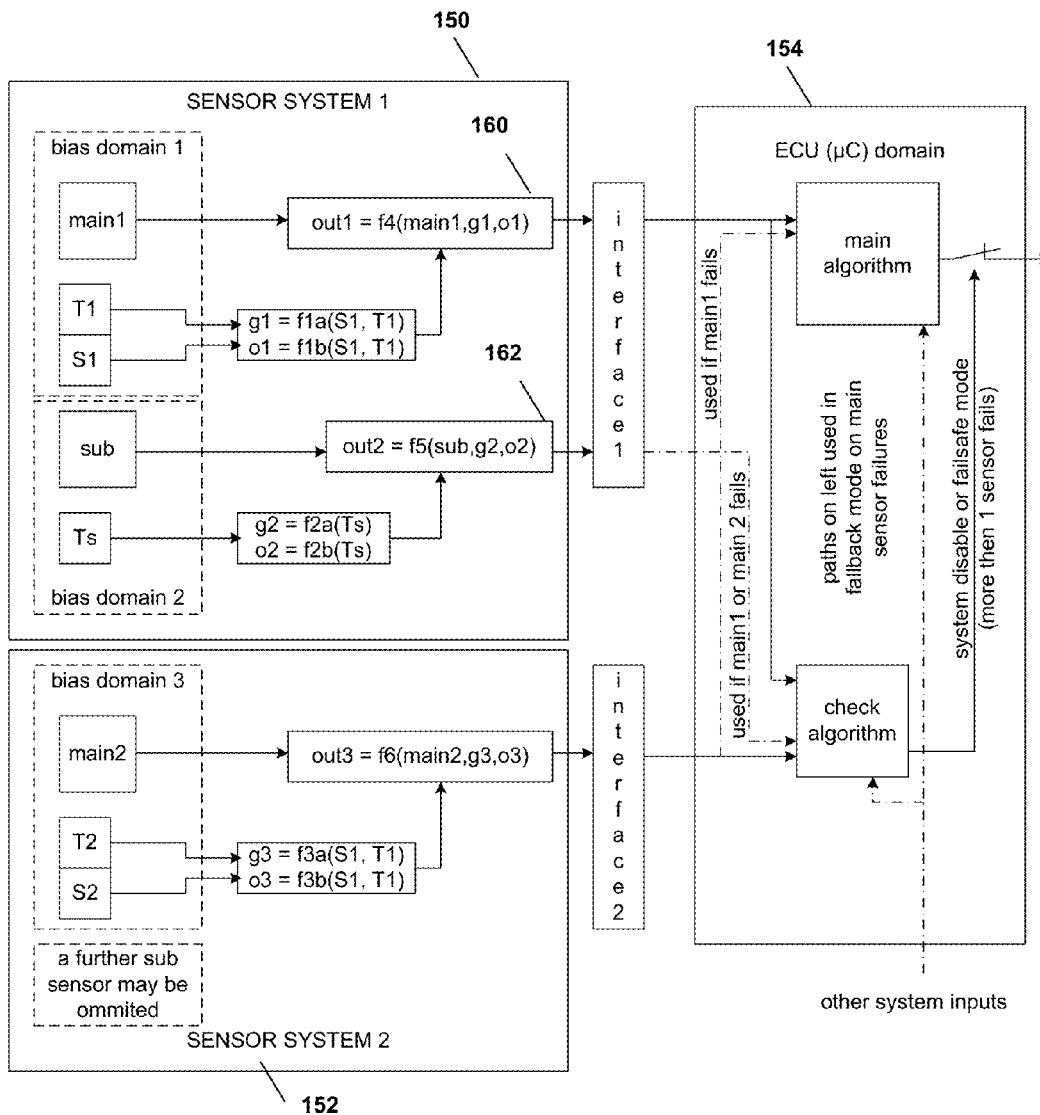 150
154
SENSOR SYSTEM 1
160
bias domain 1
main1
out1 = f4(main1,g1,o1)
T1
S1
g1 = f1a(S1, T1)
o1 = f1b(S1, T1)
162
sub
out2 = f5(sub,g2,o2)
Ts
g2 = f2a(Ts)
o2 = f2b(Ts)
bias domain 2
interface1
ECU (µC) domain
main
algorithm
used if main1 fails
used if main1 or main 2 fails
paths on left used in
fallback mode on main
sensor failures
system disable or failsafe mode
(more then 1 sensor fails)
check
algorithm
bias domain 3
main2
out3 = f6(main2,g3,o3)
T2
S2
g3 = f3a(S1, T1)
o3 = f3b(S1, T1)
interface2
a further sub
sensor may be
ommited
SENSOR SYSTEM 2
other system inputs
152